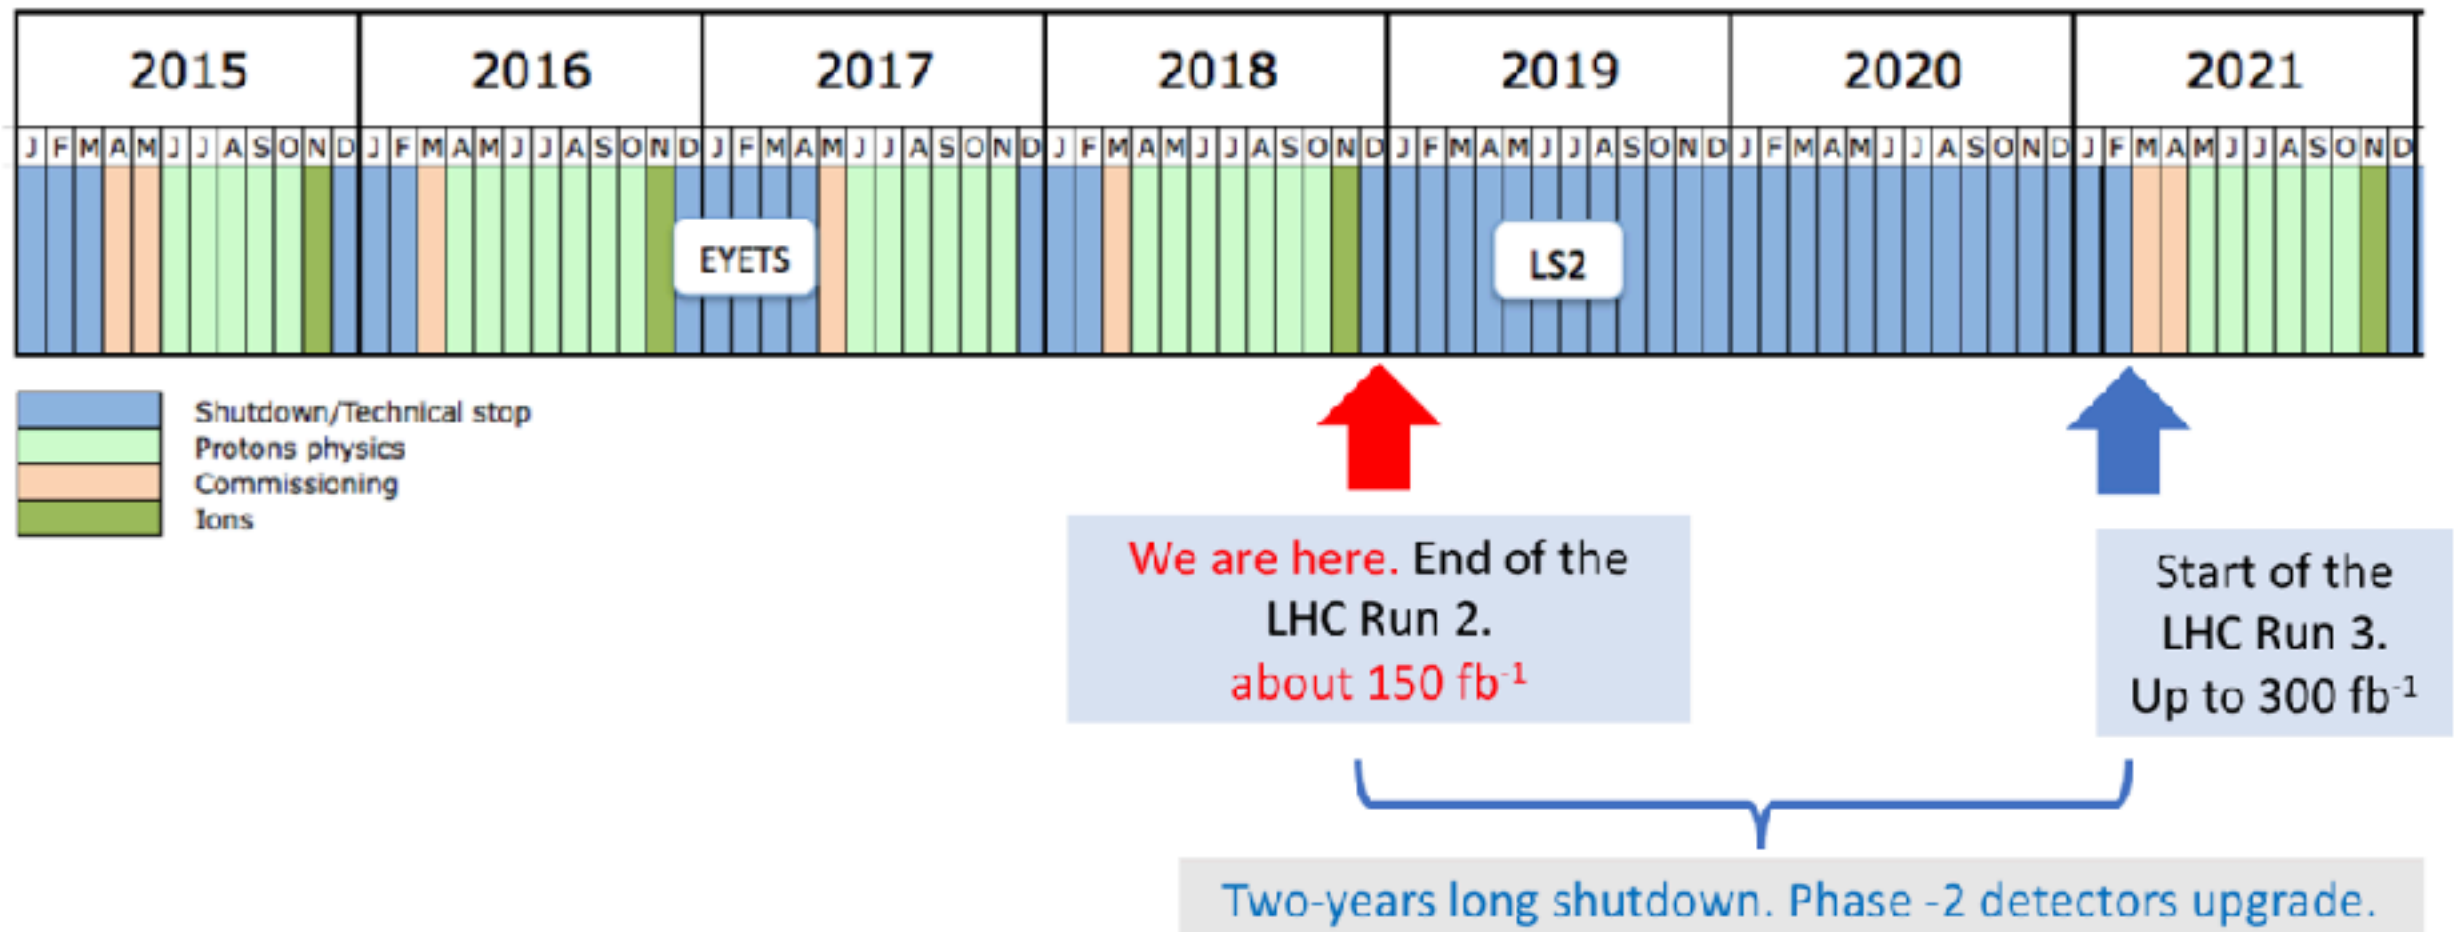 2015 2016 2017 2018 2019 2020 2021
J F M A M J J A S O N D J F M A M J J A S O N D J F M A M J J A S O N D J F M A M J J A S O N D J F M A M J J A S O N D J F M A M J J A S O N D J F M A M J J A S O N D
EYETS
LS2
Shutdown/Technical stop
Protons physics
Commissioning
Ions
We are here. End of the
LHC Run 2.
about 150 fb⁻¹
Start of the
LHC Run 3.
Up to 300 fb⁻¹
Two-years long shutdown. Phase -2 detectors upgrade.